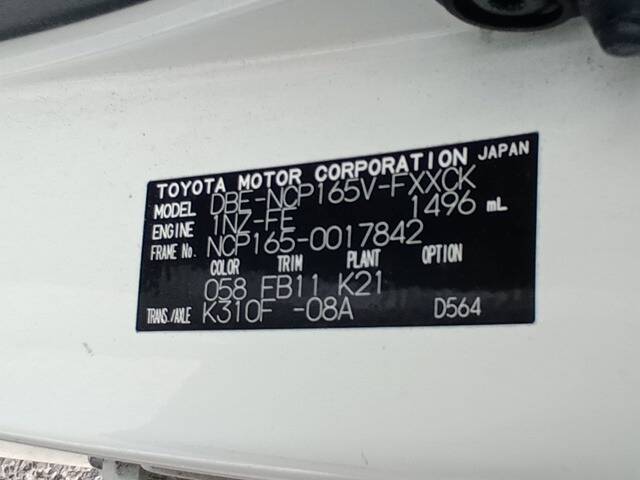 TOYOTA MOTOR CORPORATION JAPAN
MODEL DBE-NCP165V-FXXCK
ENGINE 1NZ-FE 1496 mL
FRAME No. NCP165-0017842
COLOR TRIM PLANT OPTION
058 FB11 K21
TRANS./AXLE K310F -08A D564